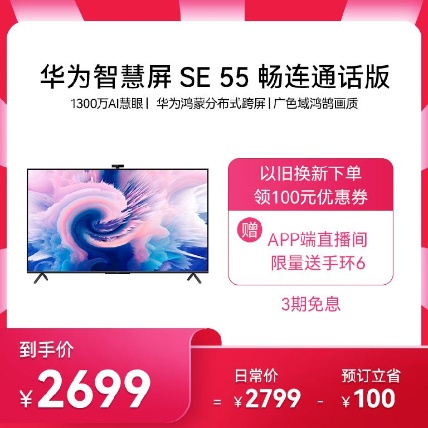 华为智慧屏 SE 55 畅连通话版
1300万AI慧眼| 华为鸿蒙分布式跨屏|广色域鸿鹄画质
以旧换新下单
领100元优惠券
赠
APP端直播间
限量送手环6
3期免息
到手价
¥2699
=
日常价
¥2799
-
预订立省
¥100